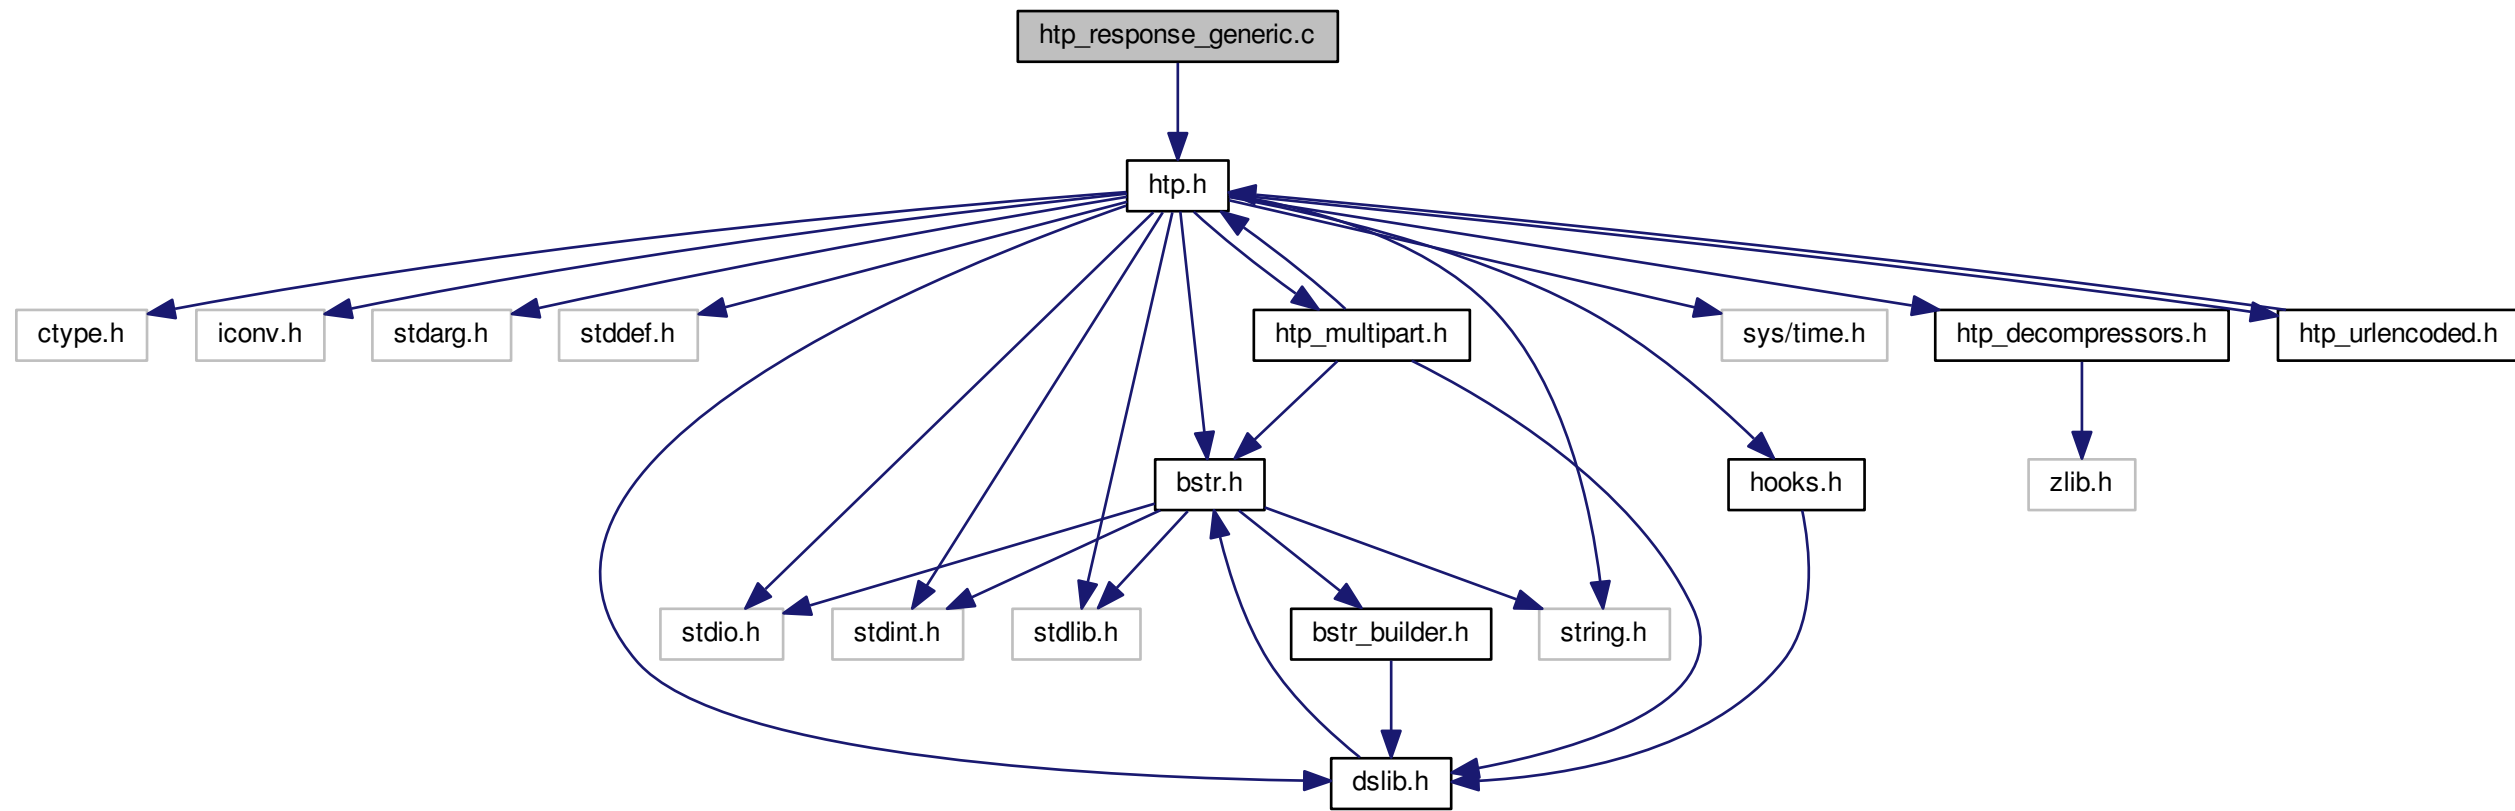 htp_response_generic.c
htp.h
ctype.h
iconv.h
stdarg.h
stddef.h
htp_multipart.h
sys/time.h
htp_decompressors.h
htp_urlencoded.h
bstr.h
hooks.h
zlib.h
stdio.h
stdint.h
stdlib.h
bstr_builder.h
string.h
dslib.h